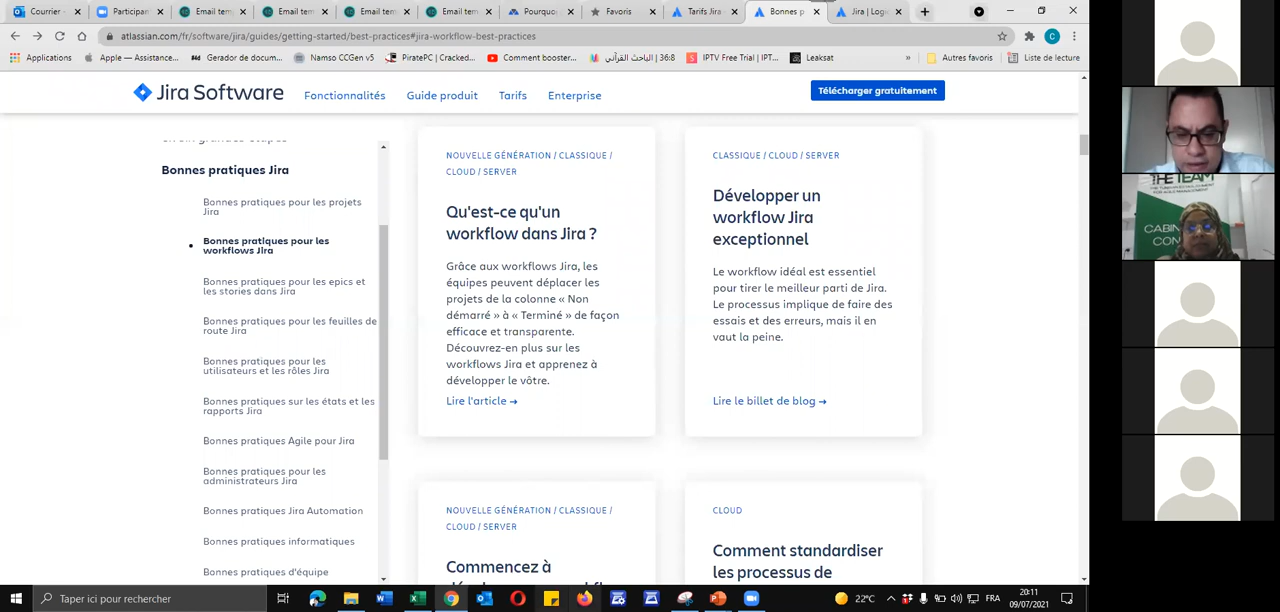 Courrier -
Participan
Email tem
Email tem
Email tem
Email tem
Pourquo
Favoris
Tarifs Jira
Bonnes p
Jira | Logi
atlassian.com/fr/software/jira/guides/getting-started/best-practices#jira-workflow-best-practices
C
Applications
Apple — Assistance...
Gerador de docum...
Namso CCGen v5
PiratePC | Cracked...
Comment booster...
36:8 | الباحث القرآني
IPTV Free Trial | IPT...
Leaksat
»
Autres favoris
Liste de lecture
Jira Software
Fonctionnalités
Guide produit
Tarifs
Enterprise
Télécharger gratuitement
Bonnes pratiques Jira
Bonnes pratiques pour les projets
Jira
Bonnes pratiques pour les
workflows Jira
Bonnes pratiques pour les epics et
les stories dans Jira
Bonnes pratiques pour les feuilles de
route Jira
Bonnes pratiques pour les
utilisateurs et les rôles Jira
Bonnes pratiques sur les états et les
rapports Jira
Bonnes pratiques Agile pour Jira
Bonnes pratiques pour les
administrateurs Jira
Bonnes pratiques Jira Automation
Bonnes pratiques informatiques
Bonnes pratiques d'équipe
NOUVELLE GÉNÉRATION / CLASSIQUE /
CLOUD / SERVER
Qu'est-ce qu'un
workflow dans Jira ?
Grâce aux workflows Jira, les
équipes peuvent déplacer les
projets de la colonne « Non
démarré » à « Terminé » de façon
efficace et transparente.
Découvrez-en plus sur les
workflows Jira et apprenez à
développer le vôtre.
Lire l'article →
CLASSIQUE / CLOUD / SERVER
Développer un
workflow Jira
exceptionnel
Le workflow idéal est essentiel
pour tirer le meilleur parti de Jira.
Le processus implique de faire des
essais et des erreurs, mais il en
vaut la peine.
Lire le billet de blog →
NOUVELLE GÉNÉRATION / CLASSIQUE /
CLOUD / SERVER
Commencez à
CLOUD
Comment standardiser
les processus de
THE TEAM
CABIN
CON
Taper ici pour rechercher
22°C
FRA
20:11
09/07/2021